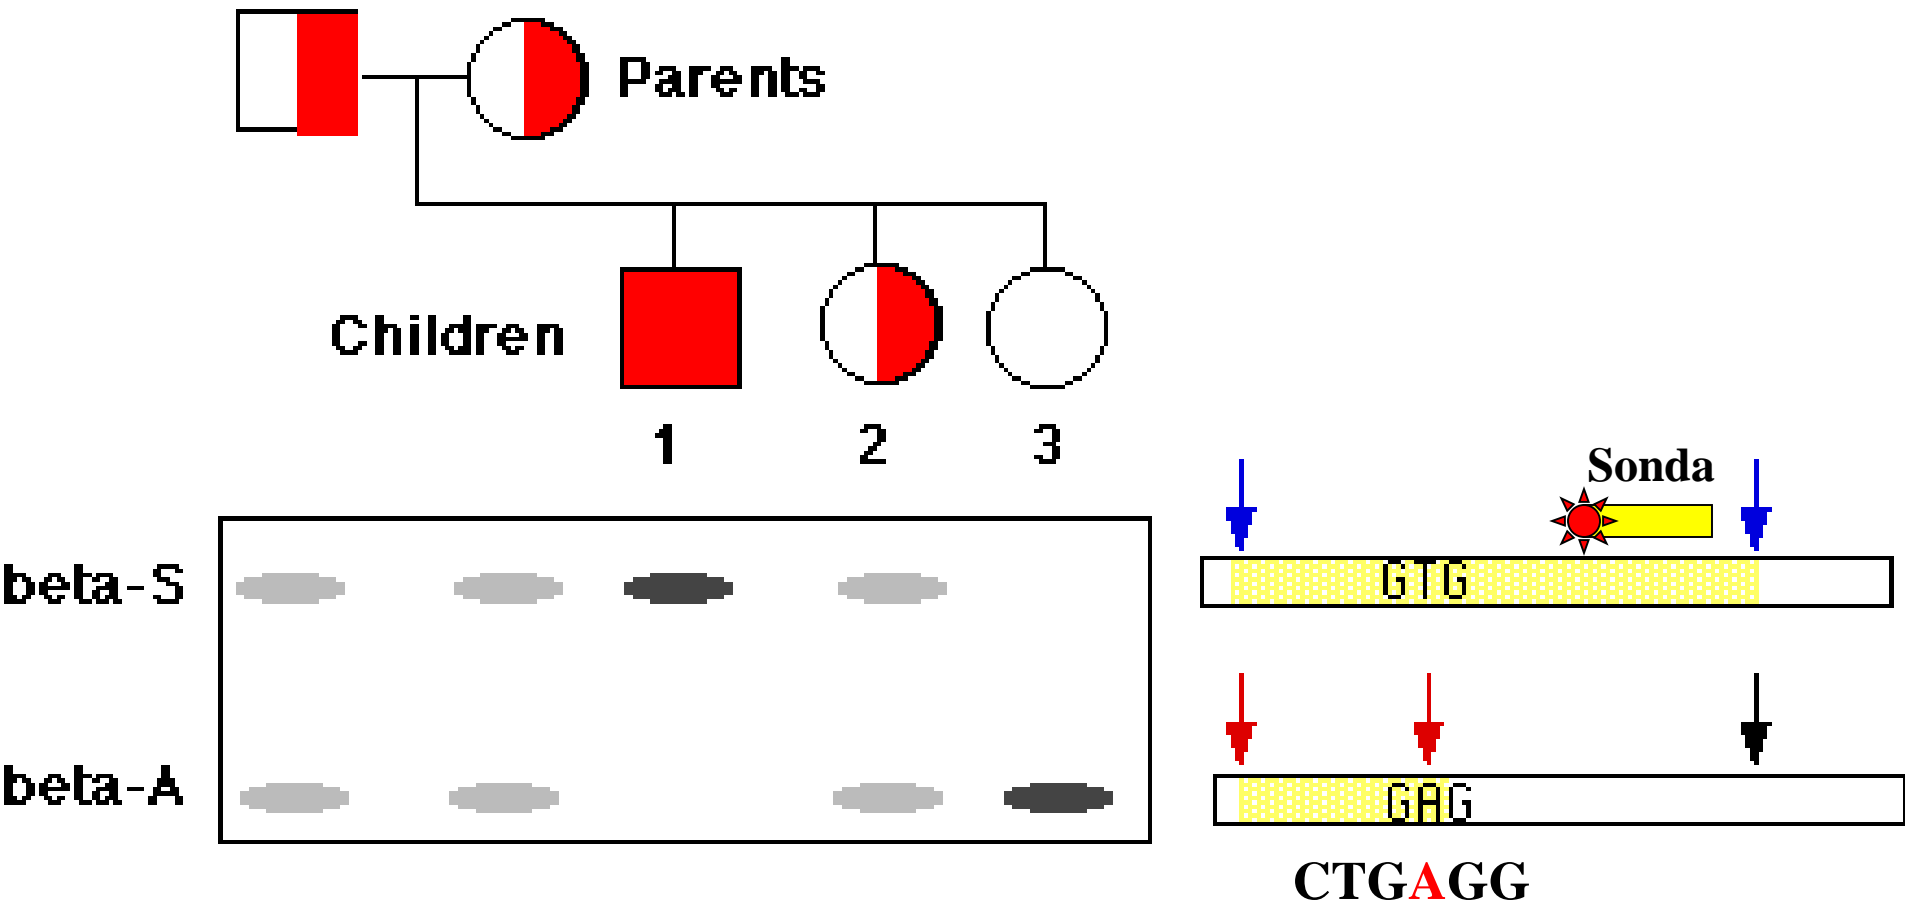 Parents
Children
1 2 3
Sonda
beta-S
GTG
beta-A
GAG
CTGAGG